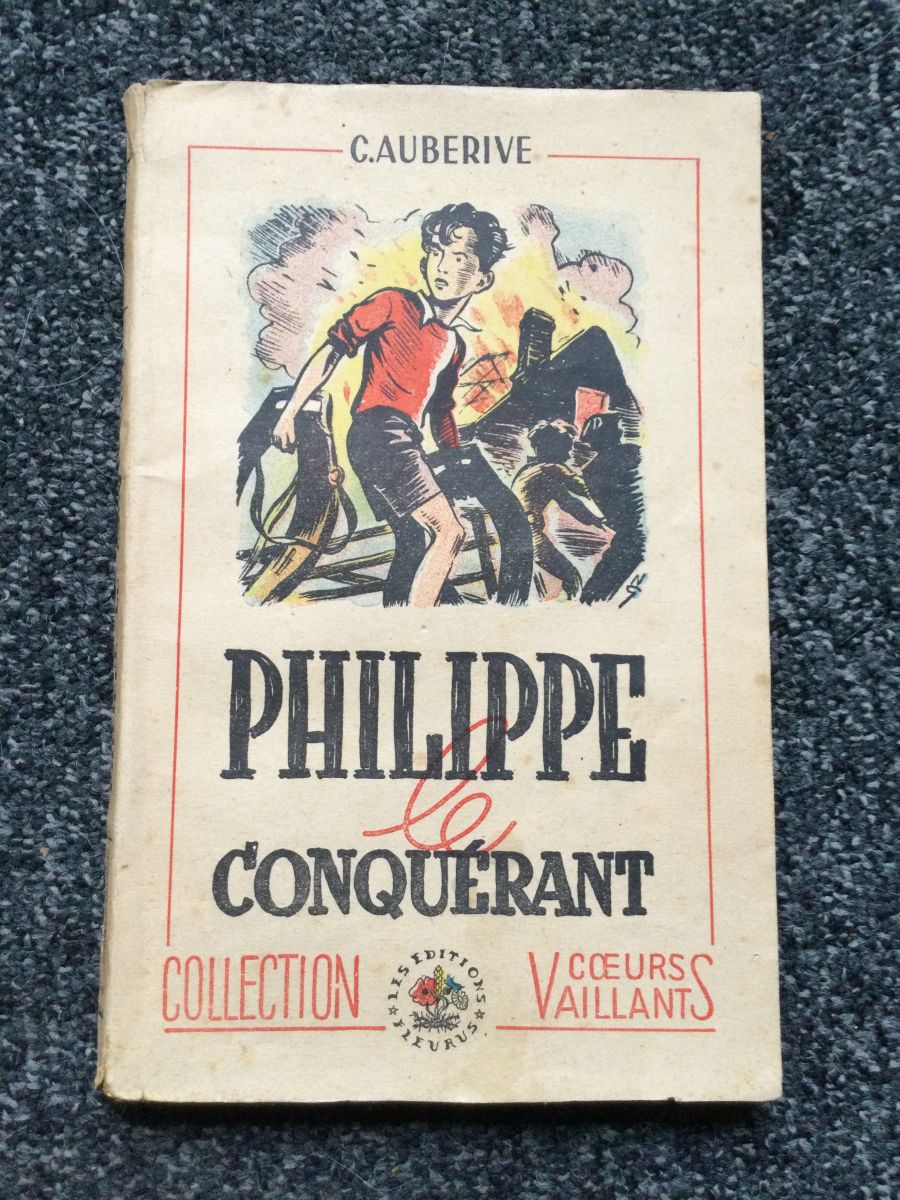 C. AUBERIVE
PHILIPPE
le
CONQUÉRANT
COLLECTION
LES EDITIONS
FLEURUS
CŒURS
VAILLANTS